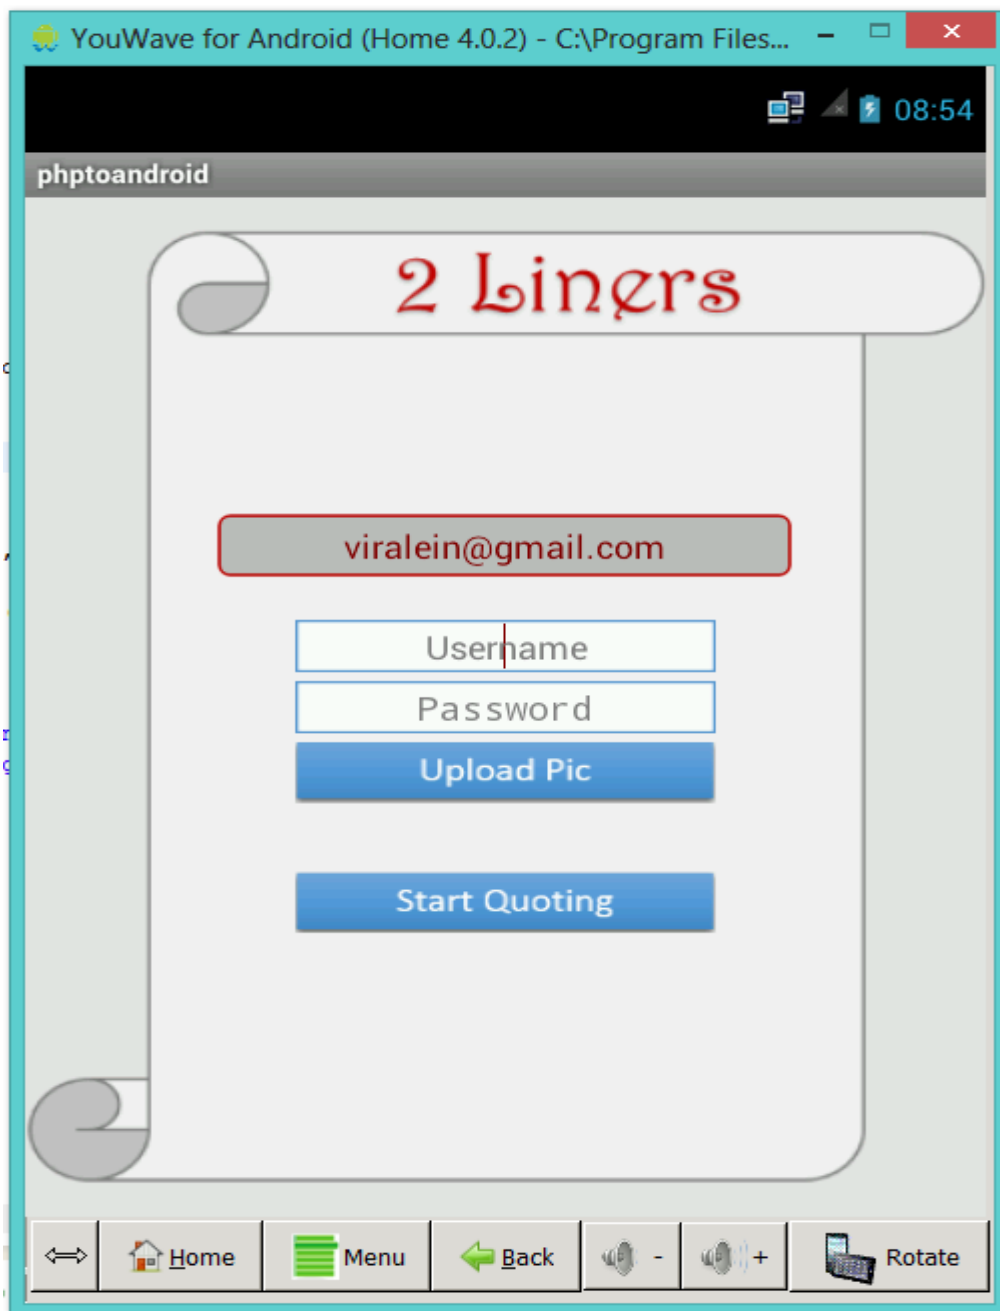 YouWave for Android (Home 4.0.2) - C:\Program Files...
08:54
phptoandroid
2 Liners
viralein@gmail.com
Username
Password
Upload Pic
Start Quoting
Home
Menu
Back
-
+
Rotate